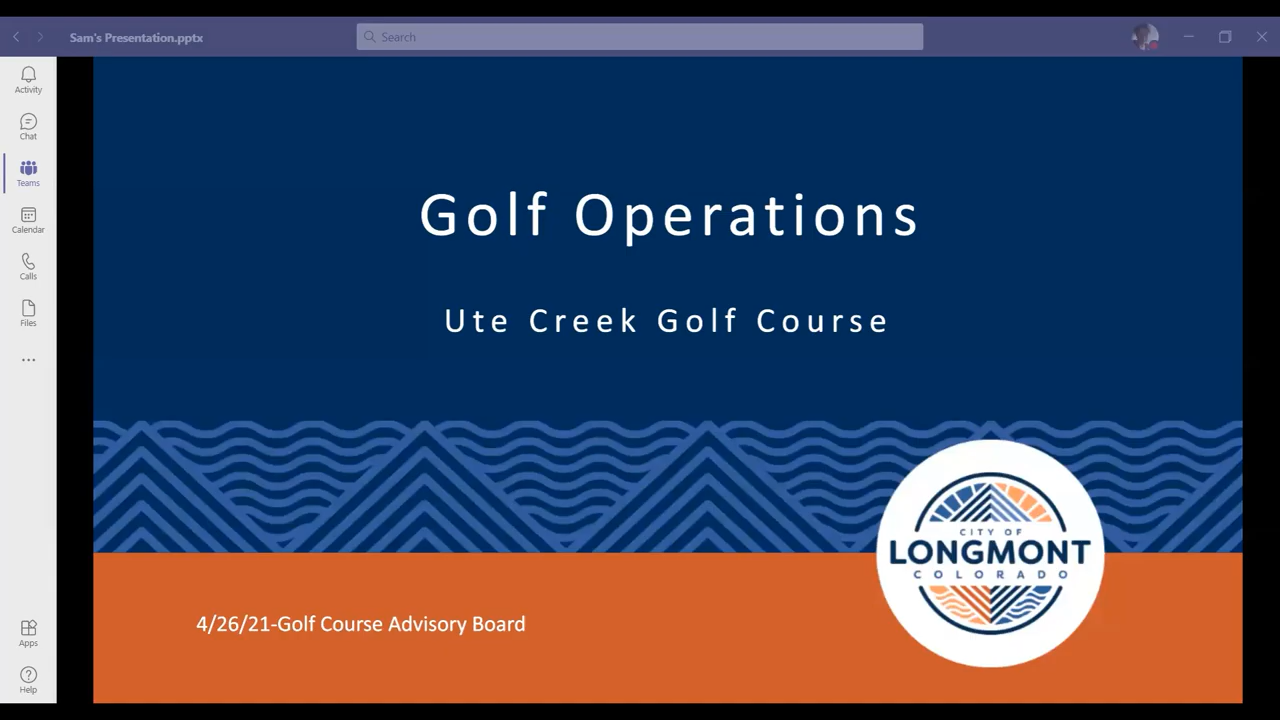 Sam's Presentation.pptx
Search
Activity
Chat
Teams
Calendar
Calls
Files
Apps
Help
Golf Operations
Ute Creek Golf Course
CITY OF
LONGMONT
COLORADO
4/26/21-Golf Course Advisory Board